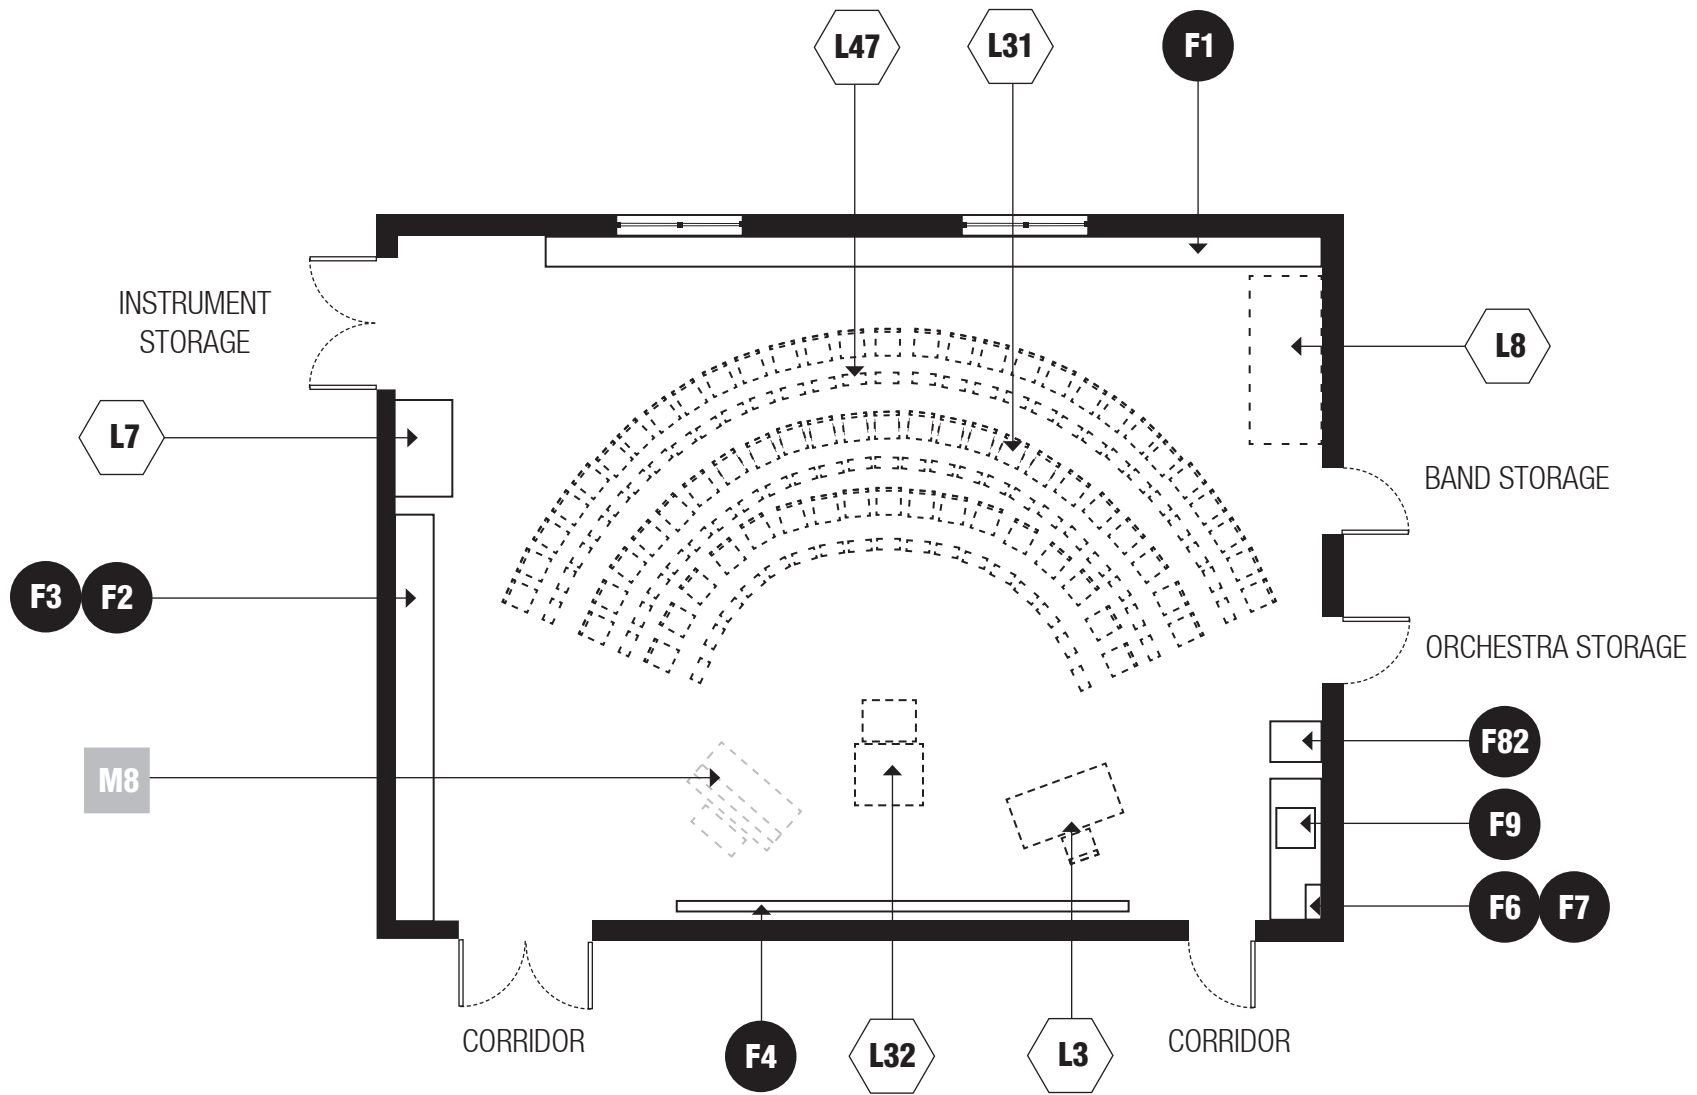 L47
L31
F1
INSTRUMENT
STORAGE
L8
L7
BAND STORAGE
F3
F2
ORCHESTRA STORAGE
F82
M8
F9
F6
F7
CORRIDOR
CORRIDOR
F4
L32
L3